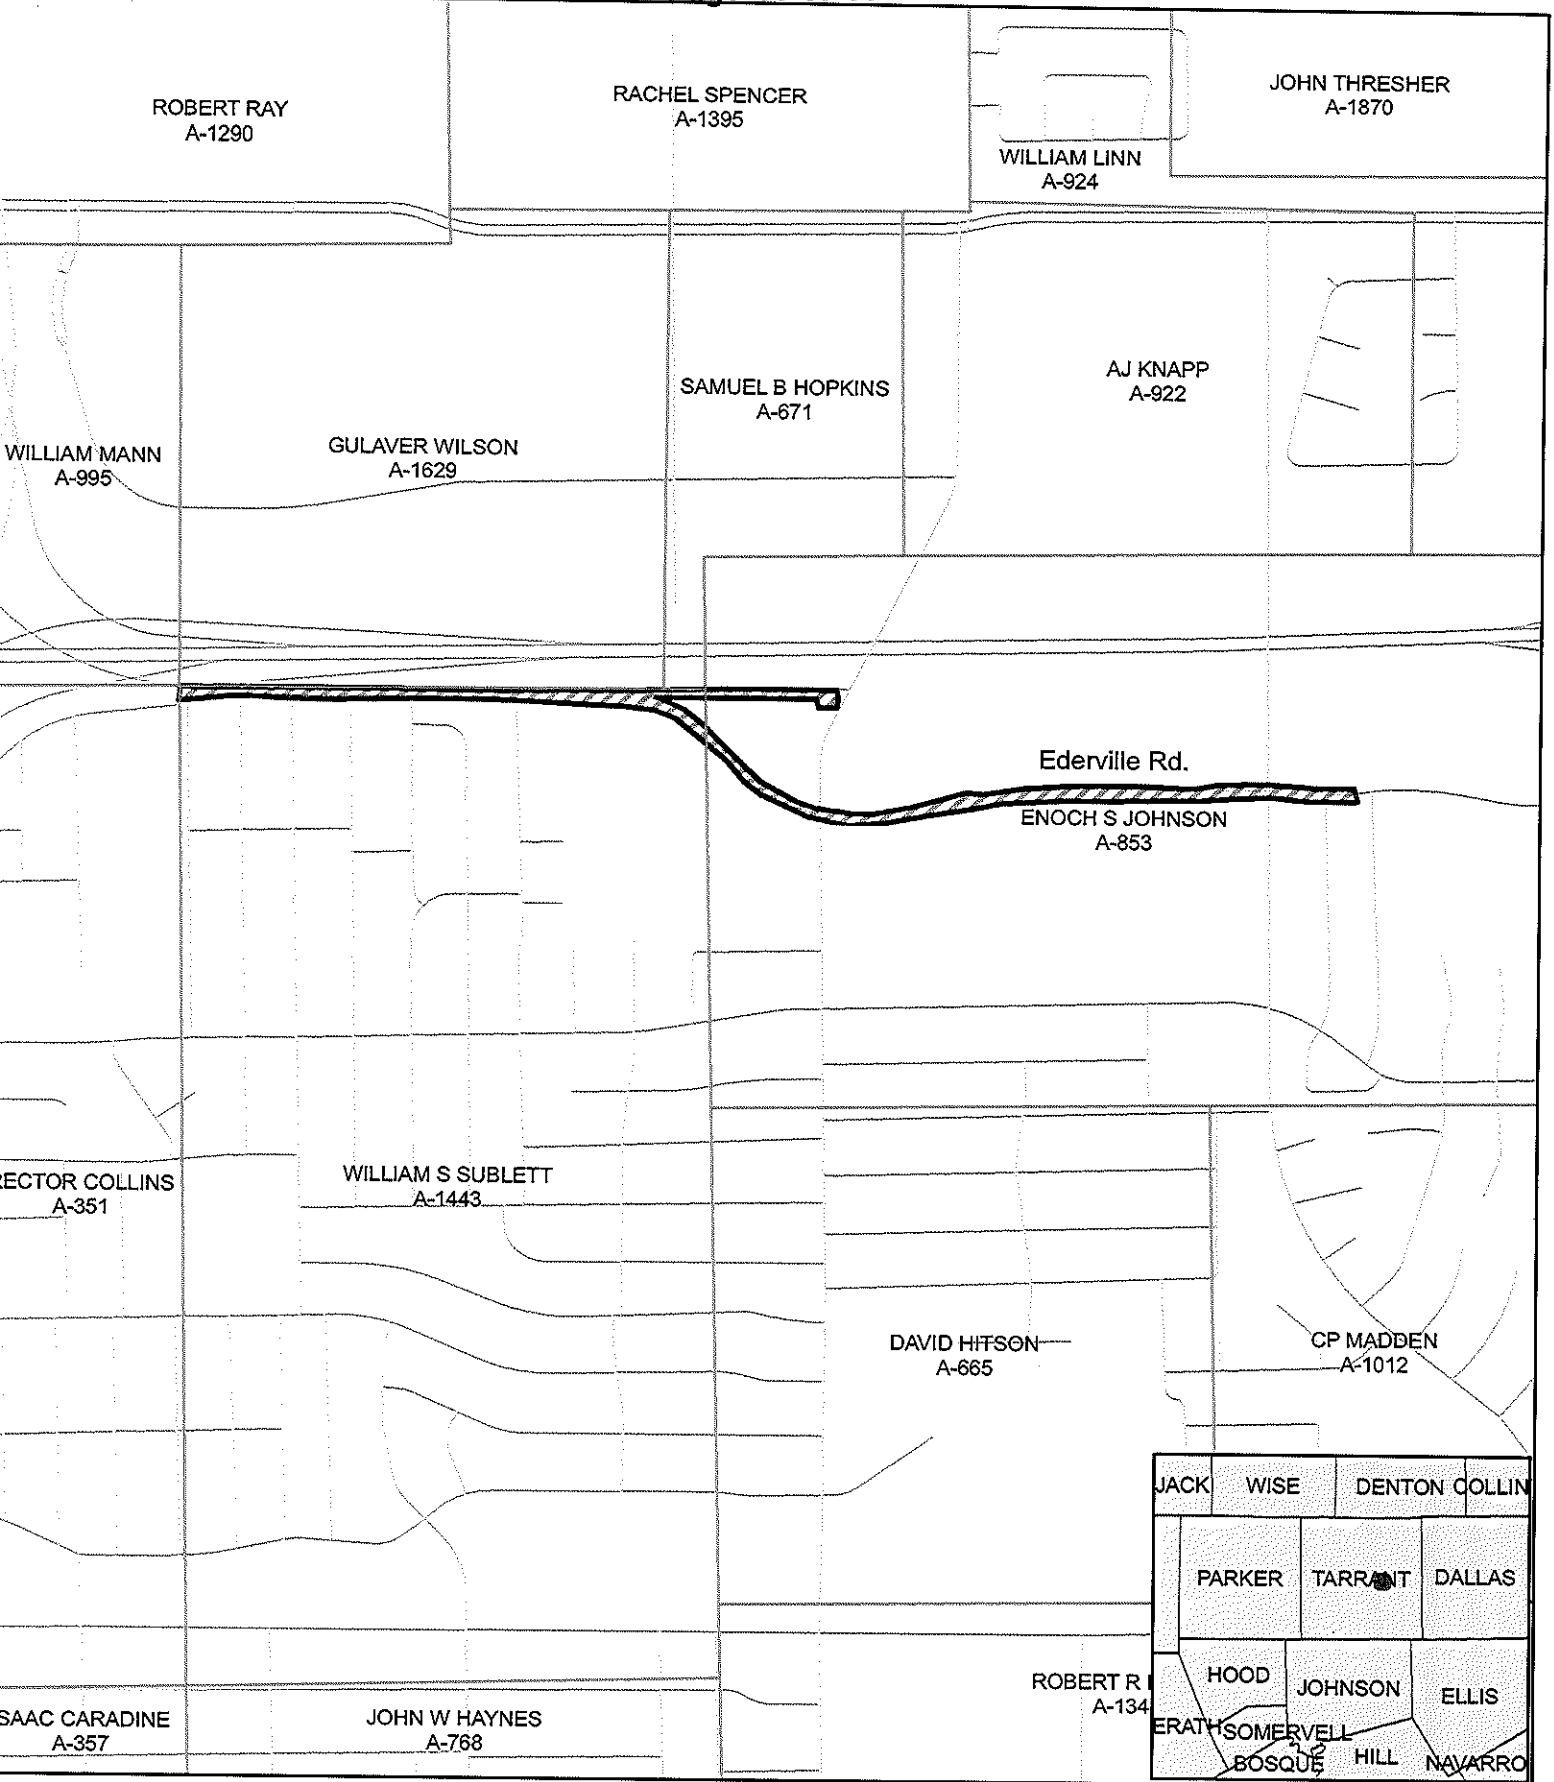 ROBERT RAY
A-1290
RACHEL SPENCER
A-1395
JOHN THRESHER
A-1870
WILLIAM LINN
A-924
SAMUEL B HOPKINS
A-671
AJ KNAPP
A-922
WILLIAM MANN
A-995
GULAVER WILSON
A-1629
Ederville Rd.
ENOCH S JOHNSON
A-853
RECTOR COLLINS
A-351
WILLIAM S SUBLETT
A-1443
DAVID HITSON
A-665
CP MADDEN
A-1012
ROBERT R
A-134
SAAC CARADINE
A-357
JOHN W HAYNES
A-768
JACK
WISE
DENTON
COLLIN
PARKER
TARRANT
DALLAS
HOOD
JOHNSON
ELLIS
ERATH
SOMERVELL
BOSQUE
HILL
NAVARRO